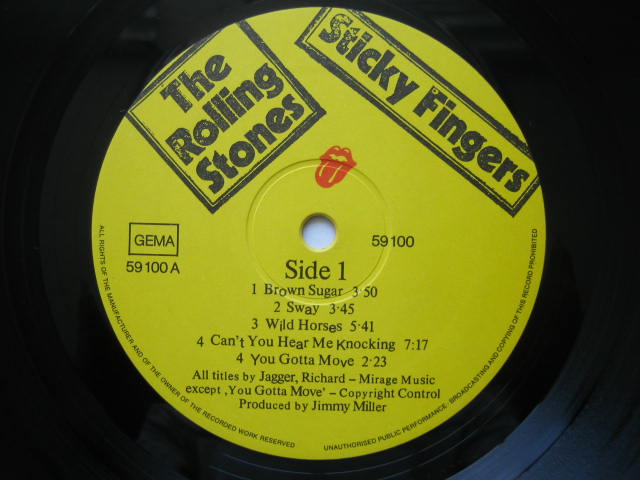 The
Rolling
Stones
Sticky Fingers
GEMA
59 100 A
59 100
Side 1
1 Brown Sugar 3·50
2 Sway 3·45
3 Wild Horses 5·41
4 Can't You Hear Me Knocking 7:17
4 You Gotta Move 2·23
All titles by Jagger, Richard – Mirage Music
except ‚You Gotta Move' – Copyright Control
Produced by Jimmy Miller
ALL RIGHTS OF THE MANUFACTURER AND OF THE OWNER OF THE RECORDED WORK RESERVED
UNAUTHORISED PUBLIC PERFORMANCE, BROADCASTING AND COPYING OF THIS RECORD PROHIBITED